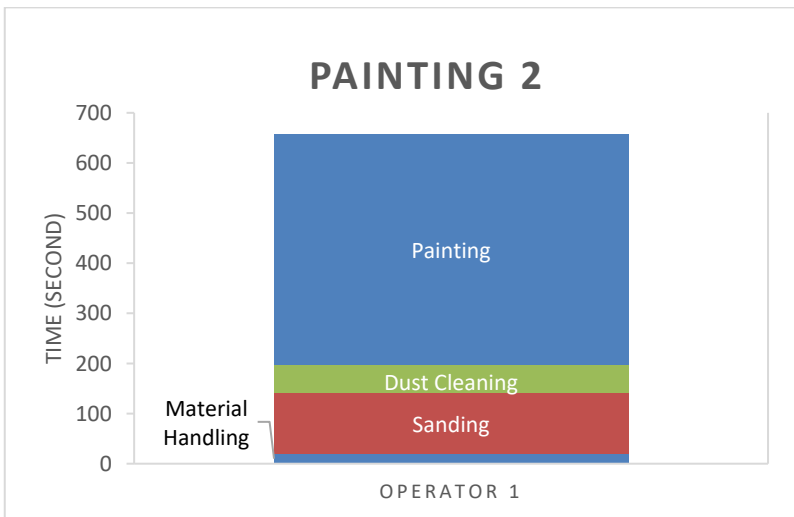 PAINTING 2
700
600
500
400
300
200
100
0
TIME (SECOND)
Painting
Dust Cleaning
Sanding
Material
Handling
OPERATOR 1